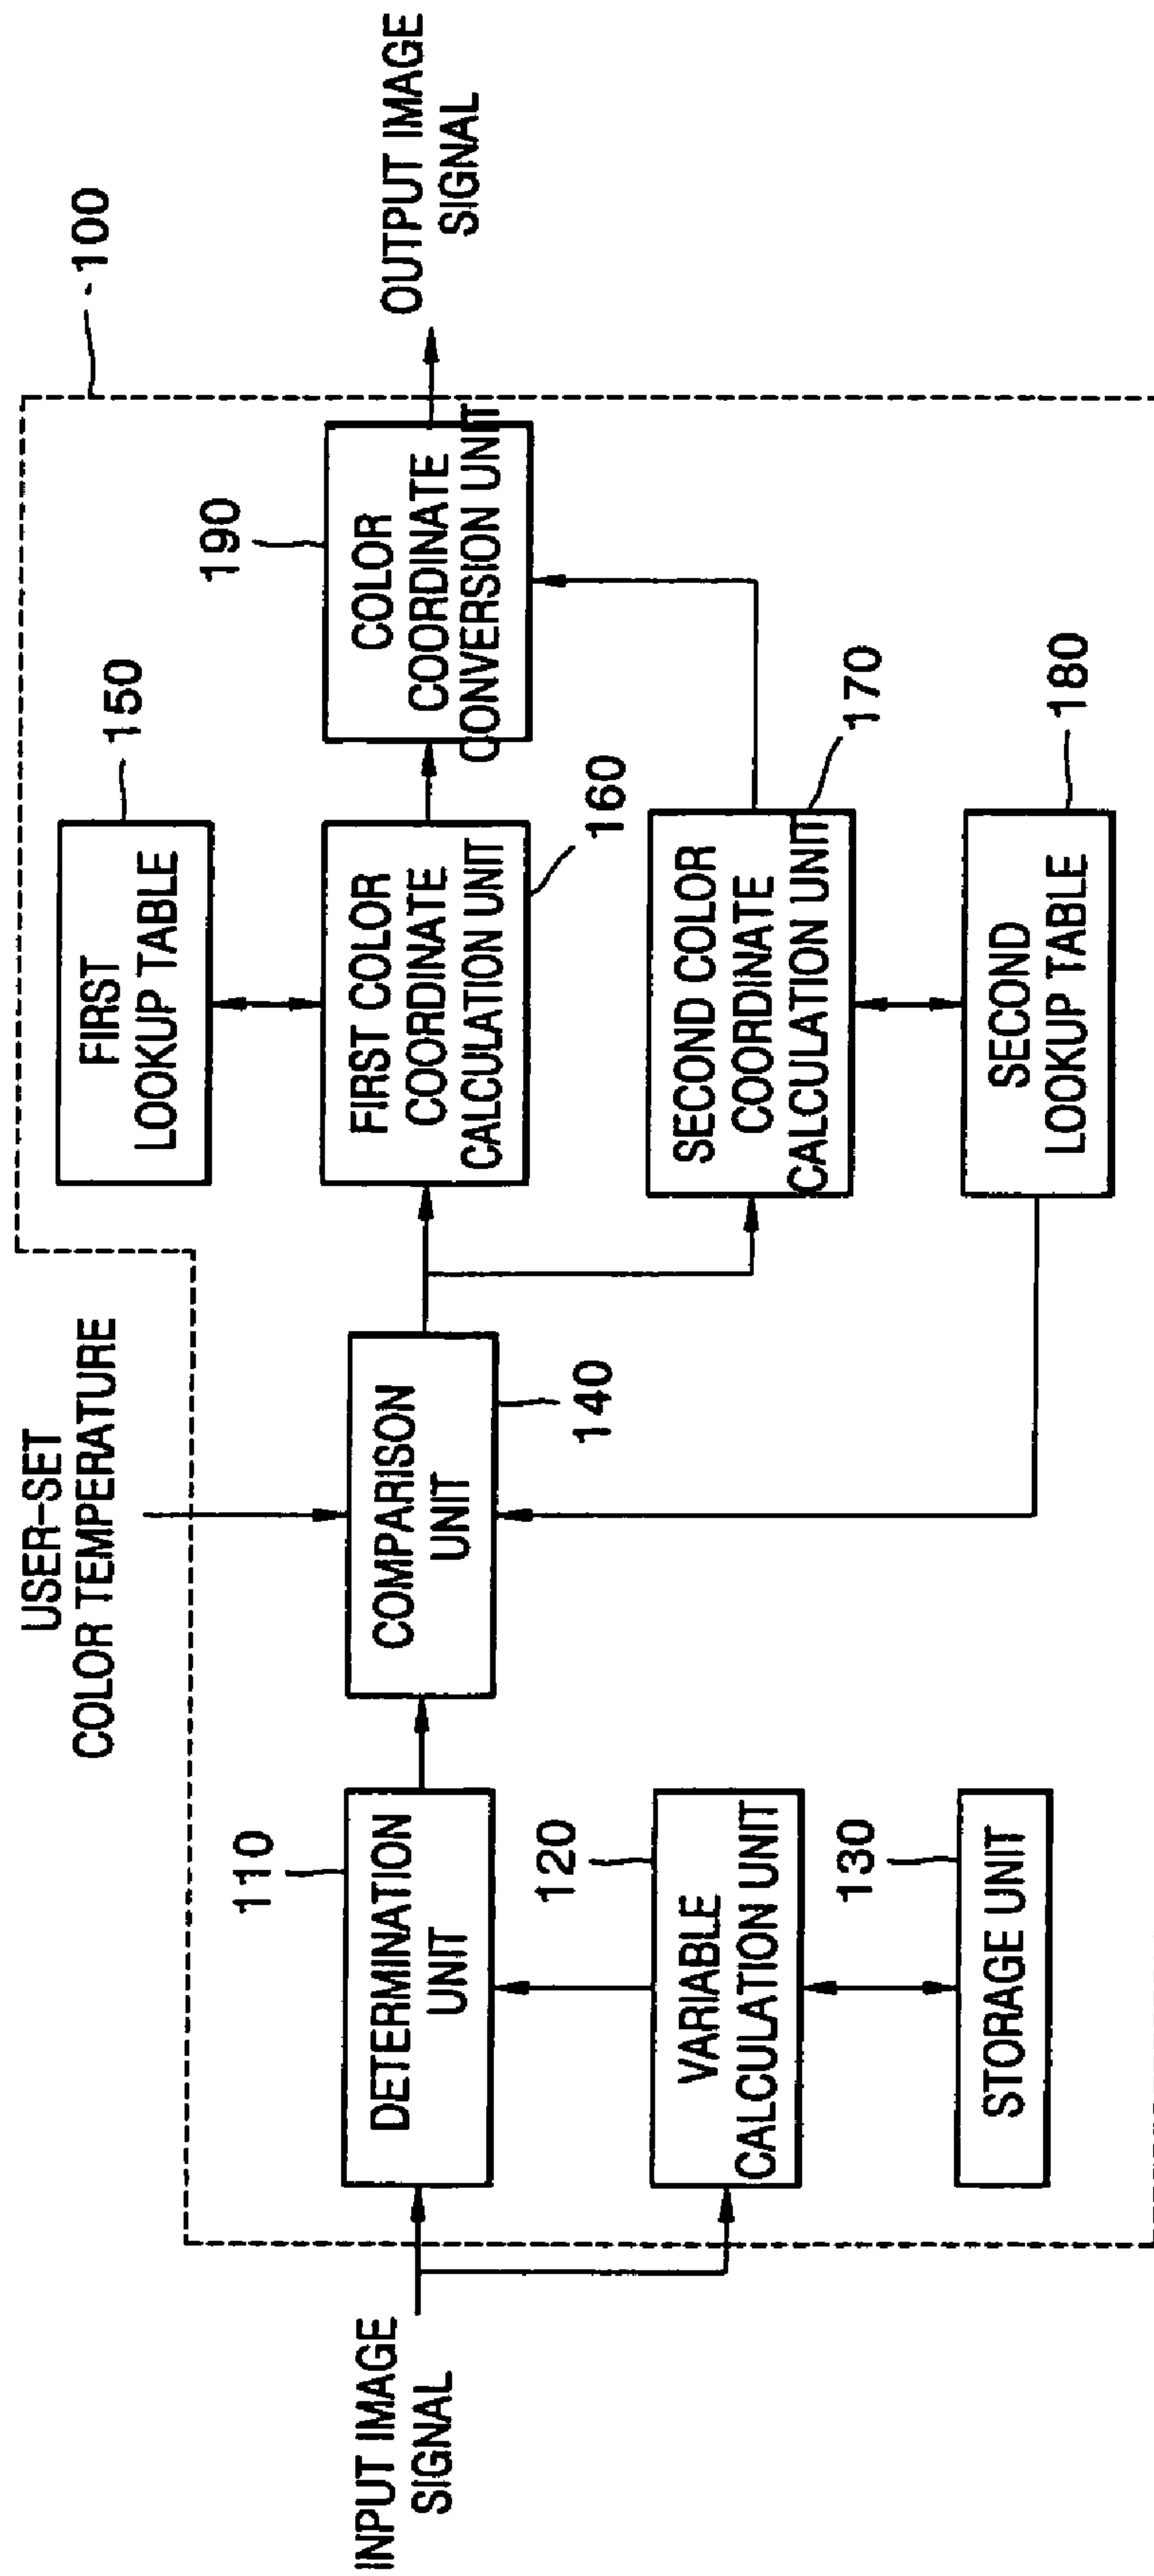 USER-SET
COLOR TEMPERATURE
100
INPUT IMAGE
SIGNAL
110
DETERMINATION
UNIT
120
VARIABLE
CALCULATION UNIT
130
STORAGE UNIT
COMPARISON
UNIT
140
150
FIRST
LOOKUP TABLE
FIRST COLOR
COORDINATE
CALCULATION UNIT
160
SECOND COLOR
COORDINATE
CALCULATION UNIT
170
SECOND
LOOKUP TABLE
180
190
COLOR
COORDINATE
CONVERSION UNIT
OUTPUT IMAGE
SIGNAL